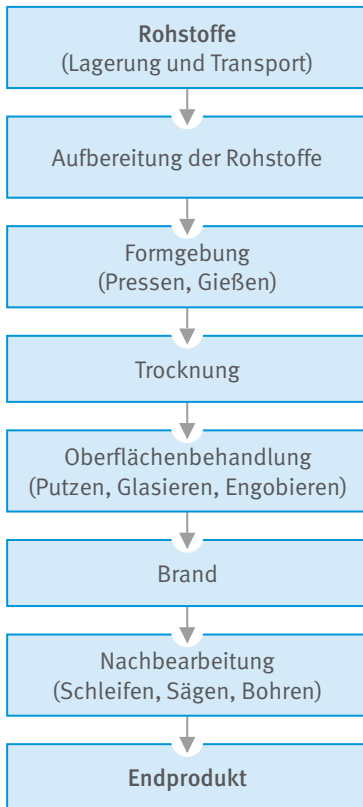 Rohstoffe
(Lagerung und Transport)
Aufbereitung der Rohstoffe
Formgebung
(Pressen, Gießen)
Trocknung
Oberflächenbehandlung
(Putzen, Glasieren, Engobieren)
Brand
Nachbearbeitung
(Schleifen, Sägen, Bohren)
Endprodukt